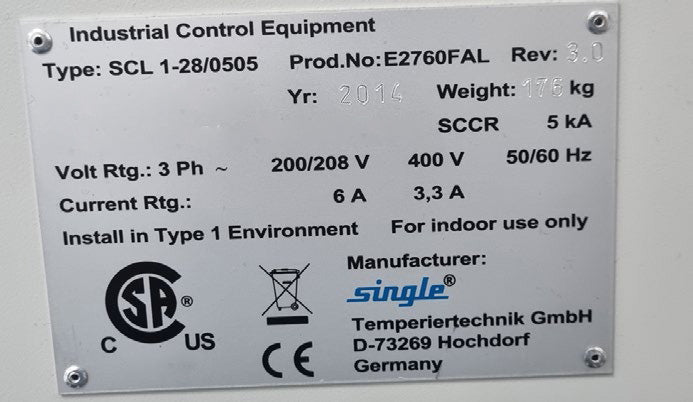 Industrial Control Equipment
Type: SCL 1-28/0505 Prod.No: E2760FAL Rev: 3.0
Yr: 2014 Weight: 176 kg
SCCR 5 kA
Volt Rtg.: 3 Ph ~ 200/208 V 400 V 50/60 Hz
Current Rtg.: 6 A 3,3 A
Install in Type 1 Environment For indoor use only
Manufacturer:
single®
Temperiertechnik GmbH
D-73269 Hochdorf
Germany
C SA ® US
CE